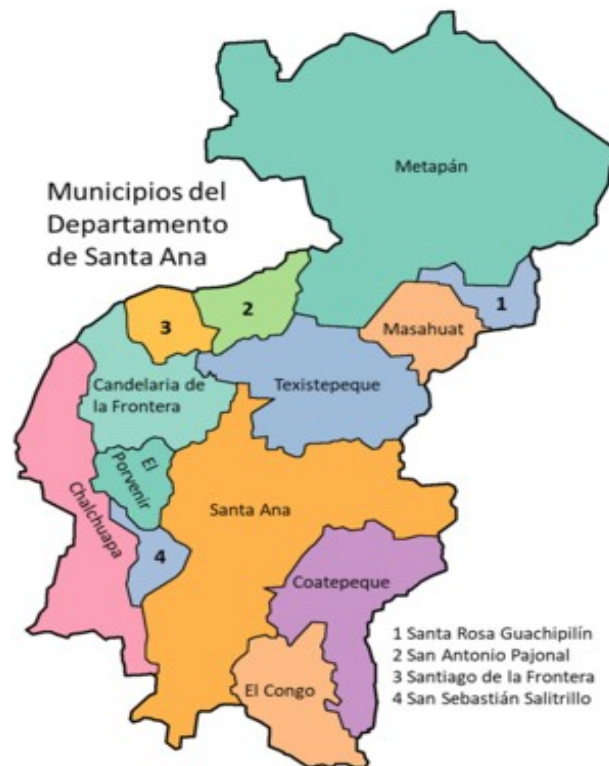 Municipios del
Departamento
de Santa Ana
Metapán
1
Masahuat
2
3
Candelaria de
la Frontera
Texistepeque
El
Porvenir
Chalchuapa
Santa Ana
4
Coatepeque
El Congo
1 Santa Rosa Guachipilín
2 San Antonio Pajonal
3 Santiago de la Frontera
4 San Sebastián Salitrillo